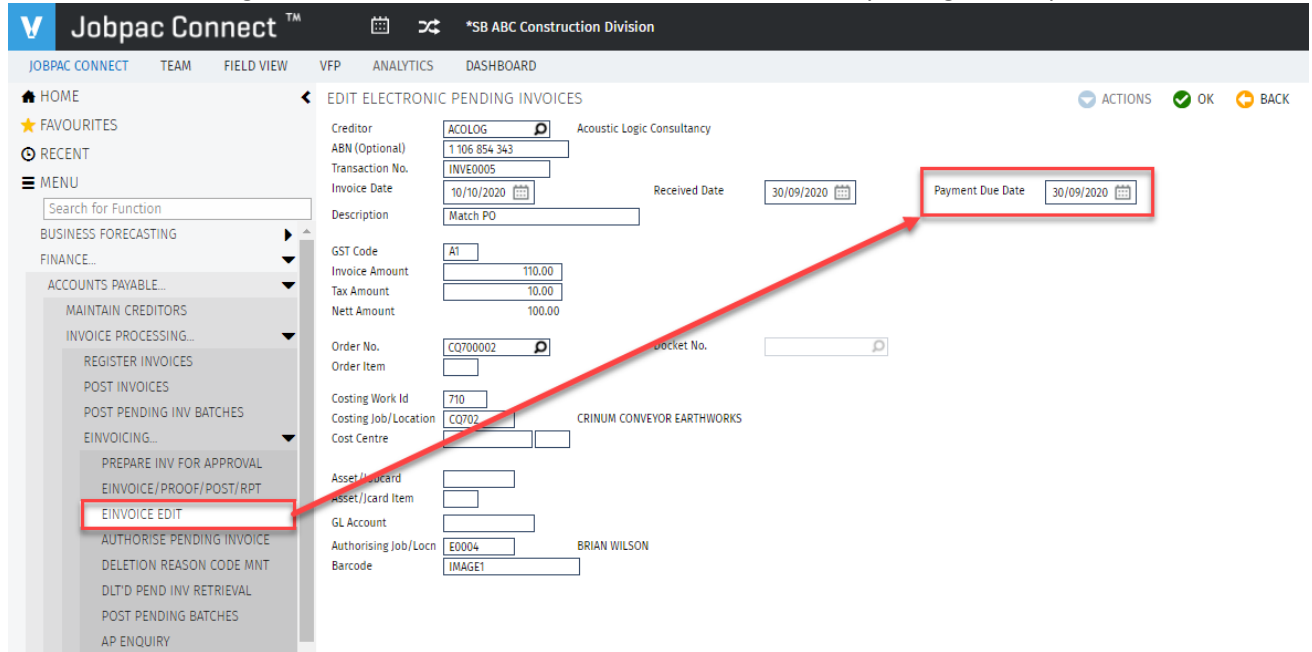 V Jobpac Connect ™ *SB ABC Construction Division
JOBPAC CONNECT TEAM FIELD VIEW VFP ANALYTICS DASHBOARD
HOME
FAVOURITES
RECENT
MENU
Search for Function
BUSINESS FORECASTING
FINANCE...
ACCOUNTS PAYABLE...
MAINTAIN CREDITORS
INVOICE PROCESSING...
REGISTER INVOICES
POST INVOICES
POST PENDING INV BATCHES
EINVOICING...
PREPARE INV FOR APPROVAL
EINVOICE/PROOF/POST/RPT
EINVOICE EDIT
AUTHORISE PENDING INVOICE
DELETION REASON CODE MNT
DLT'D PEND INV RETRIEVAL
POST PENDING BATCHES
AP ENQUIRY
EDIT ELECTRONIC PENDING INVOICES ACTIONS OK BACK
Creditor ACOLOG Acoustic Logic Consultancy
ABN (Optional) 1 106 854 343
Transaction No. INVE0005
Invoice Date 10/10/2020 Received Date 30/09/2020 Payment Due Date 30/09/2020
Description Match PO
GST Code A1
Invoice Amount 110.00
Tax Amount 10.00
Nett Amount 100.00
Order No. CQ700002 Docket No.
Order Item
Costing Work Id 710
Costing Job/Location CQ702 CRINUM CONVEYOR EARTHWORKS
Cost Centre
Asset/Jobcard
Asset/Jcard Item
GL Account
Authorising Job/Locn E0004 BRIAN WILSON
Barcode IMAGE1